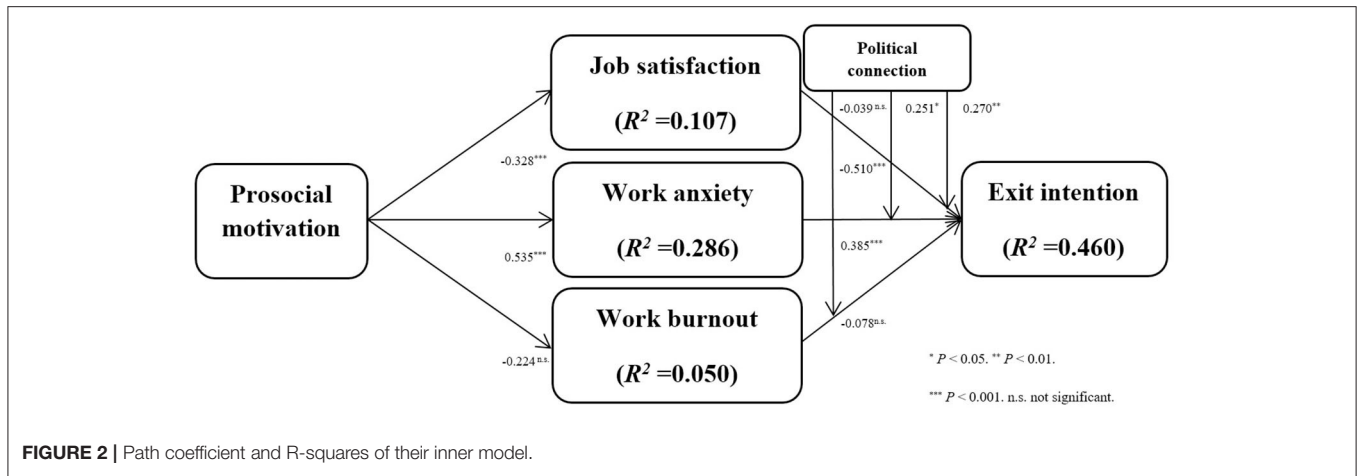 Job satisfaction
(R² =0.107)
Political
connection
-0.039 n.s.
0.251*
0.270**
-0.328***
-0.510***
Prosocial
motivation
Work anxiety
(R² =0.286)
Exit intention
(R² =0.460)
0.535***
0.385***
Work burnout
(R² =0.050)
-0.224 n.s.
-0.078n.s.
* P < 0.05. ** P < 0.01.
*** P < 0.001. n.s. not significant.
FIGURE 2 | Path coefficient and R-squares of their inner model.